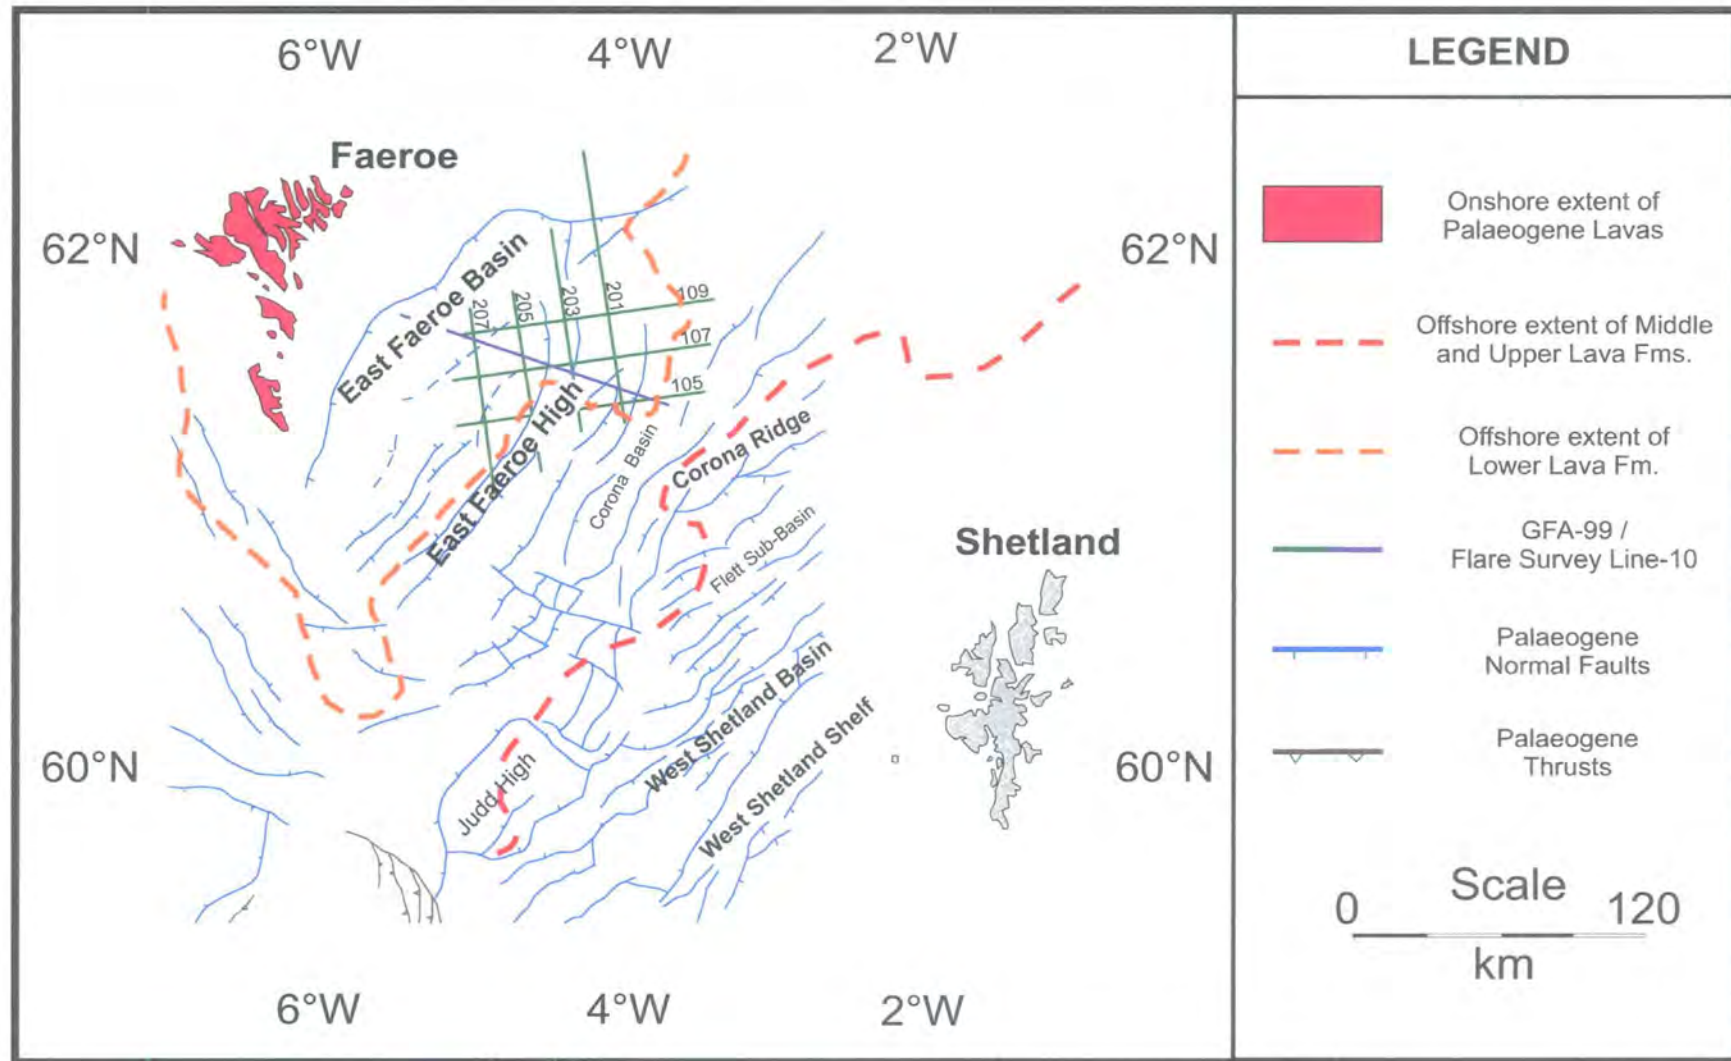 6°W
4°W
2°W
LEGEND
Faeroe
62°N
62°N
East Faeroe Basin
207
205
203
201
109
107
105
East Faeroe High
Corona Basin
Corona Ridge
Flett Sub-Basin
Shetland
60°N
60°N
Judd High
West Shetland Basin
West Shetland Shelf
6°W
4°W
2°W
Onshore extent of
Palaeogene Lavas
Offshore extent of Middle
and Upper Lava Fms.
Offshore extent of
Lower Lava Fm.
GFA-99 /
Flare Survey Line-10
Palaeogene
Normal Faults
Palaeogene
Thrusts
Scale
0
120
km